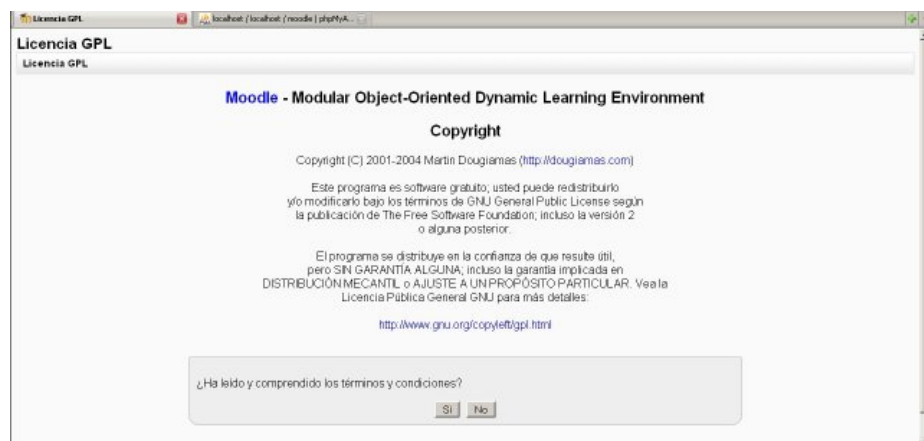 Licencia GPL
localhost / localhost / moodle | phpMyA...
Licencia GPL
Licencia GPL
Moodle - Modular Object-Oriented Dynamic Learning Environment
Copyright
Copyright (C) 2001-2004 Martin Dougiamas (http://dougiamas.com)
Este programa es software gratuito; usted puede redistribuirlo
y/o modificarlo bajo los términos de GNU General Public License según
la publicación de The Free Software Foundation; incluso la versión 2
o alguna posterior.
El programa se distribuye en la confianza de que resulte útil,
pero SIN GARANTÍA ALGUNA; incluso la garantía implicada en
DISTRIBUCIÓN MECANTIL o AJUSTE A UN PROPÓSITO PARTICULAR. Vea la
Licencia Pública General GNU para más detalles:
http://www.gnu.org/copyleft/gpl.html
¿Ha leído y comprendido los términos y condiciones?
Sí No